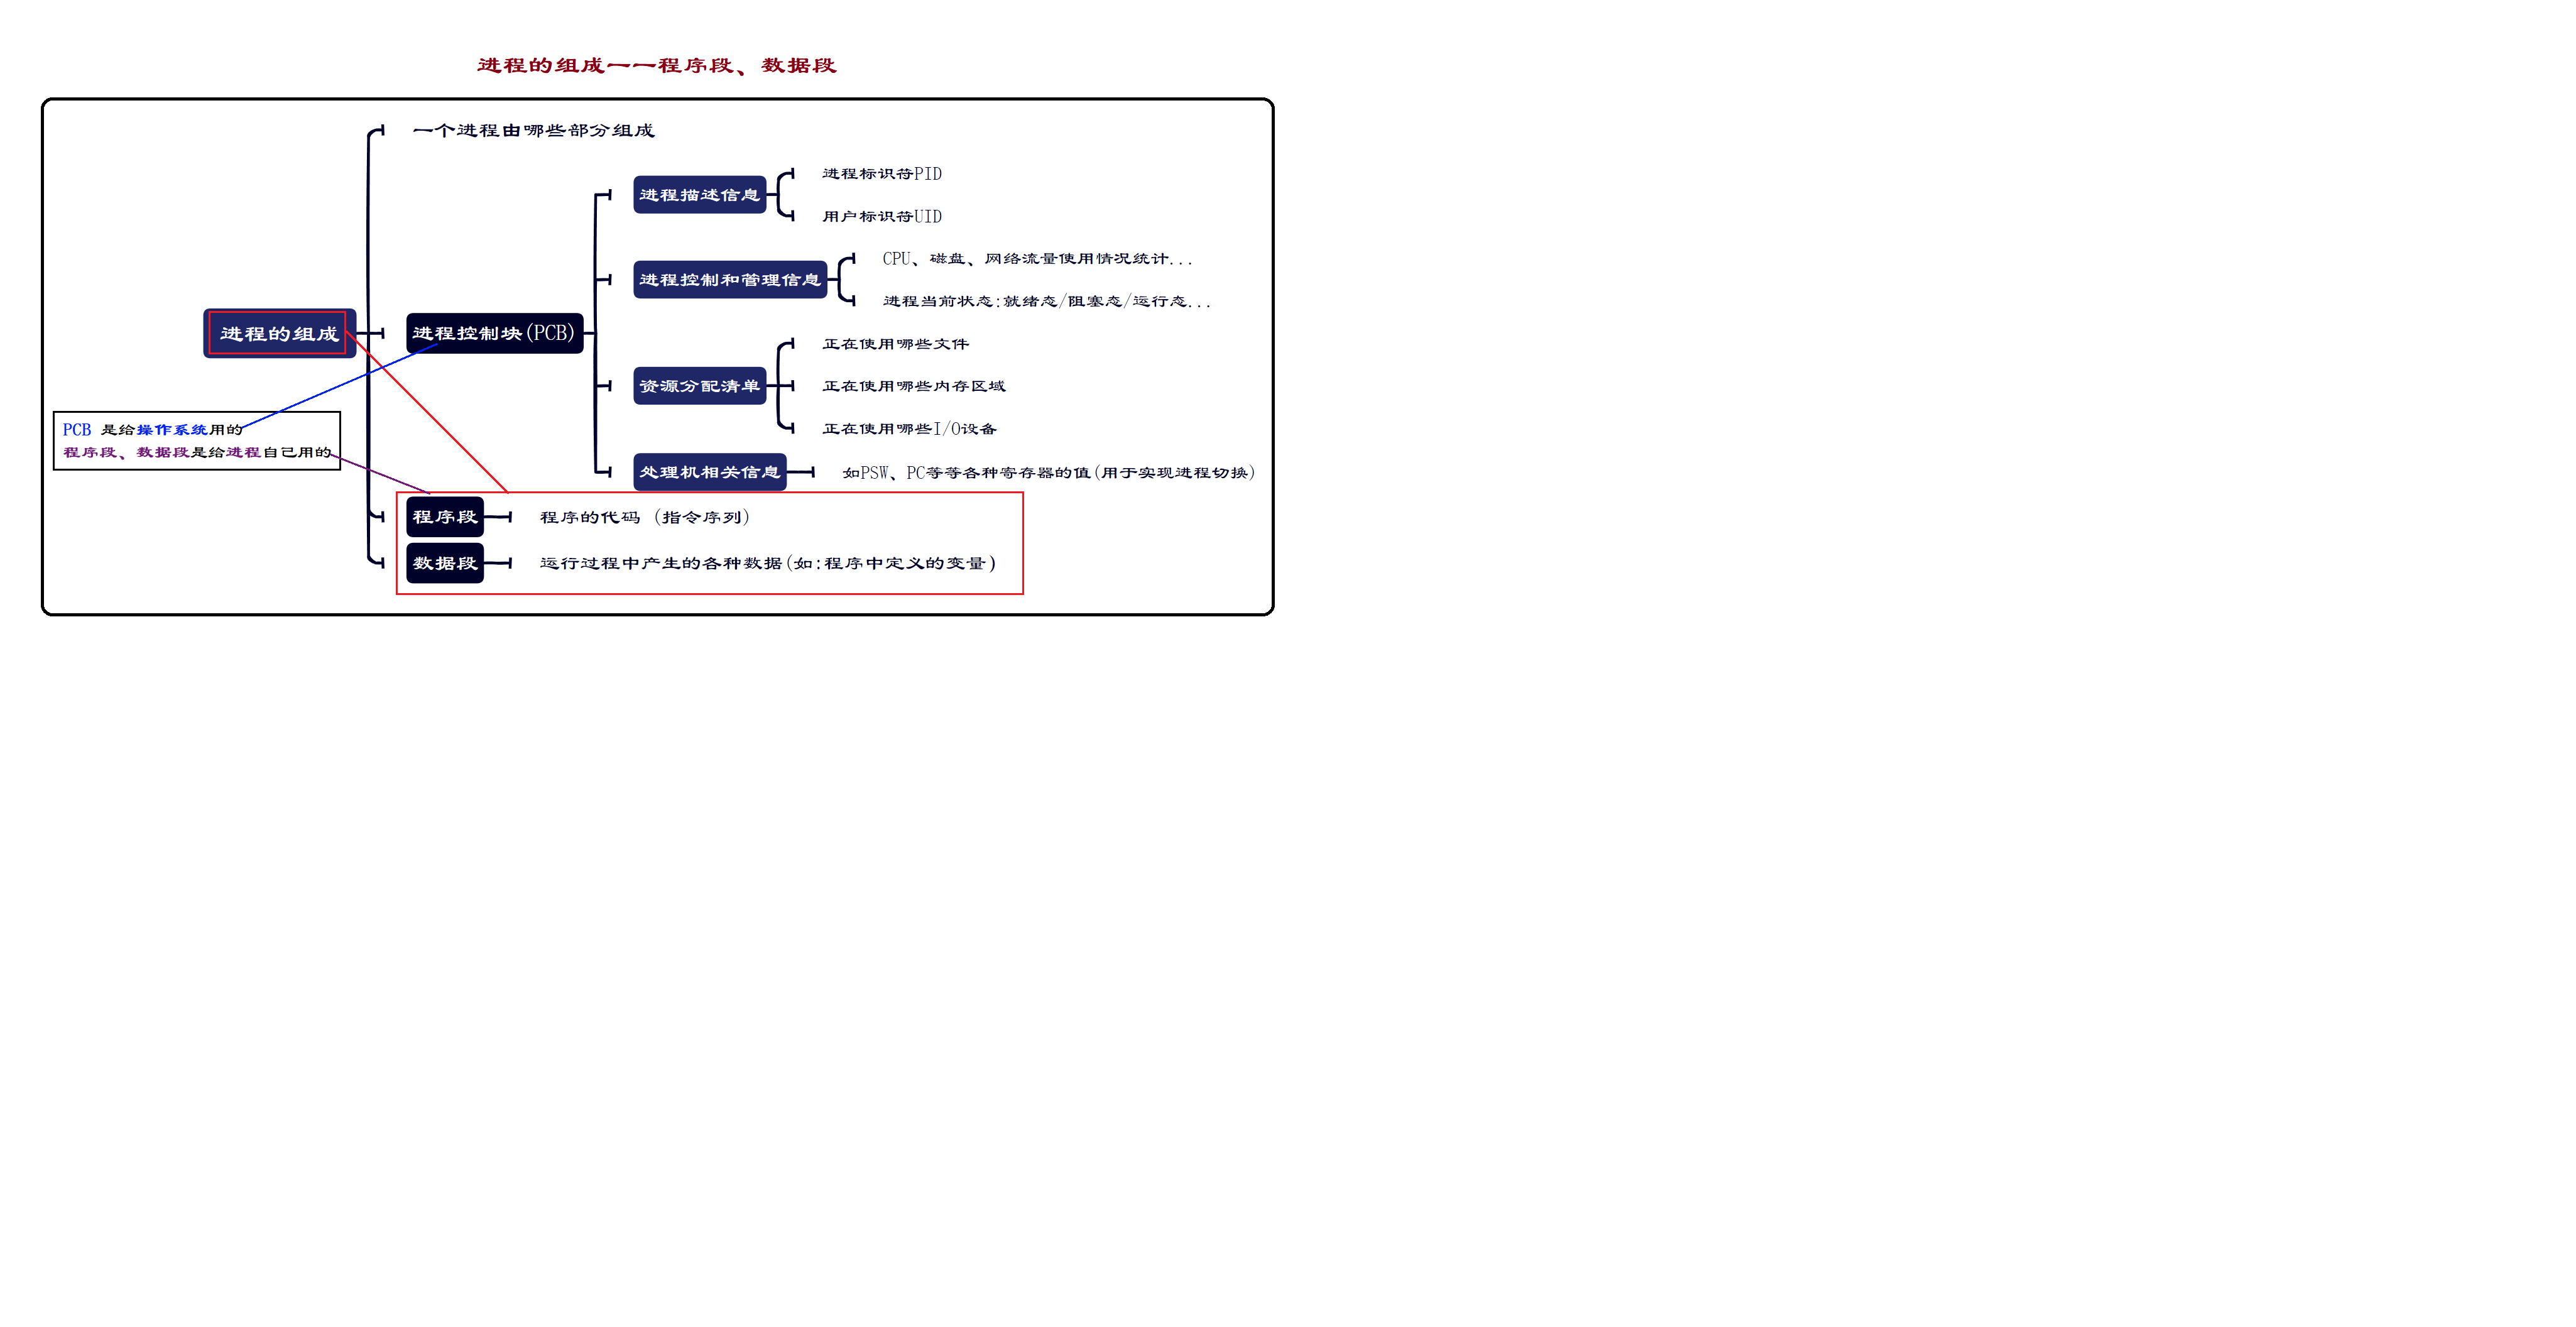 进程的组成——程序段、数据段
一个进程由哪些部分组成
进程的组成
进程控制块(PCB)
进程描述信息
进程标识符PID
用户标识符UID
进程控制和管理信息
CPU、磁盘、网络流量使用情况统计...
进程当前状态:就绪态/阻塞态/运行态...
资源分配清单
正在使用哪些文件
正在使用哪些内存区域
正在使用哪些I/O设备
处理机相关信息
如PSW、PC等等各种寄存器的值(用于实现进程切换)
PCB 是给操作系统用的
程序段、数据段是给进程自己用的
程序段
程序的代码 (指令序列)
数据段
运行过程中产生的各种数据(如:程序中定义的变量)